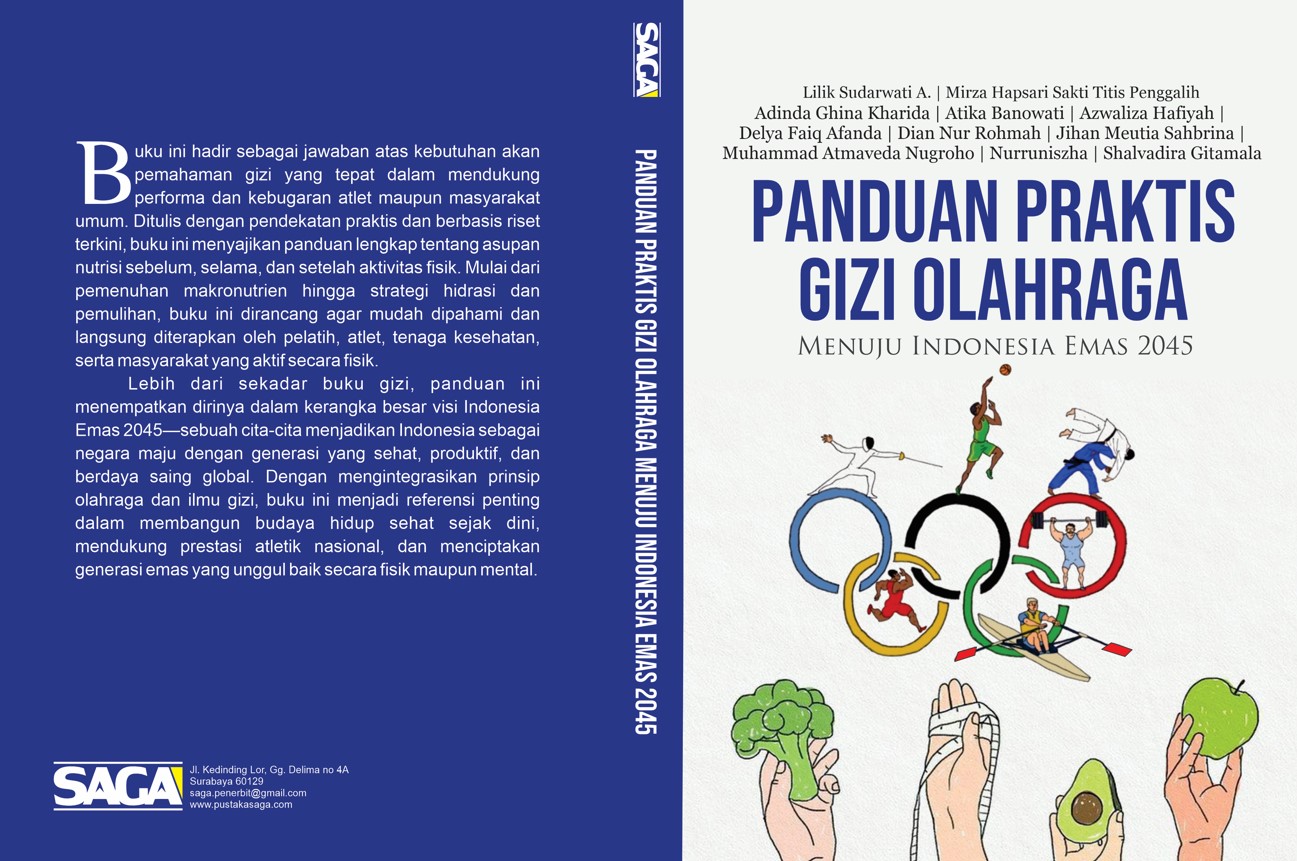 Buku ini hadir sebagai jawaban atas kebutuhan akan
pemahaman gizi yang tepat dalam mendukung
performa dan kebugaran atlet maupun masyarakat
umum. Ditulis dengan pendekatan praktis dan berbasis riset
terkini, buku ini menyajikan panduan lengkap tentang asupan
nutrisi sebelum, selama, dan setelah aktivitas fisik. Mulai dari
pemenuhan makronutrien hingga strategi hidrasi dan
pemulihan, buku ini dirancang agar mudah dipahami dan
langsung diterapkan oleh pelatih, atlet, tenaga kesehatan,
serta masyarakat yang aktif secara fisik.
Lebih dari sekadar buku gizi, panduan ini
menempatkan dirinya dalam kerangka besar visi Indonesia
Emas 2045—sebuah cita-cita menjadikan Indonesia sebagai
negara maju dengan generasi yang sehat, produktif, dan
berdaya saing global. Dengan mengintegrasikan prinsip
olahraga dan ilmu gizi, buku ini menjadi referensi penting
dalam membangun budaya hidup sehat sejak dini,
mendukung prestasi atletik nasional, dan menciptakan
generasi emas yang unggul baik secara fisik maupun mental.
SAGA
Jl. Kedinding Lor, Gg. Delima no 4A
Surabaya 60129
saga.penerbit@gmail.com
www.pustakasaga.com
SAGA
PANDUAN PRAKTIS GIZI OLAHRAGA MENUJU INDONESIA EMAS 2045
Lilik Sudarwati A. | Mirza Hapsari Sakti Titis Penggalih
Adinda Ghina Kharida | Atika Banowati | Azwaliza Hafiyah |
Delya Faiq Afanda | Dian Nur Rohmah | Jihan Meutia Sahbrina |
Muhammad Atmaveda Nugroho | Nurruniszha | Shalvadira Gitamala
PANDUAN PRAKTIS
GIZI OLAHRAGA
MENUJU INDONESIA EMAS 2045